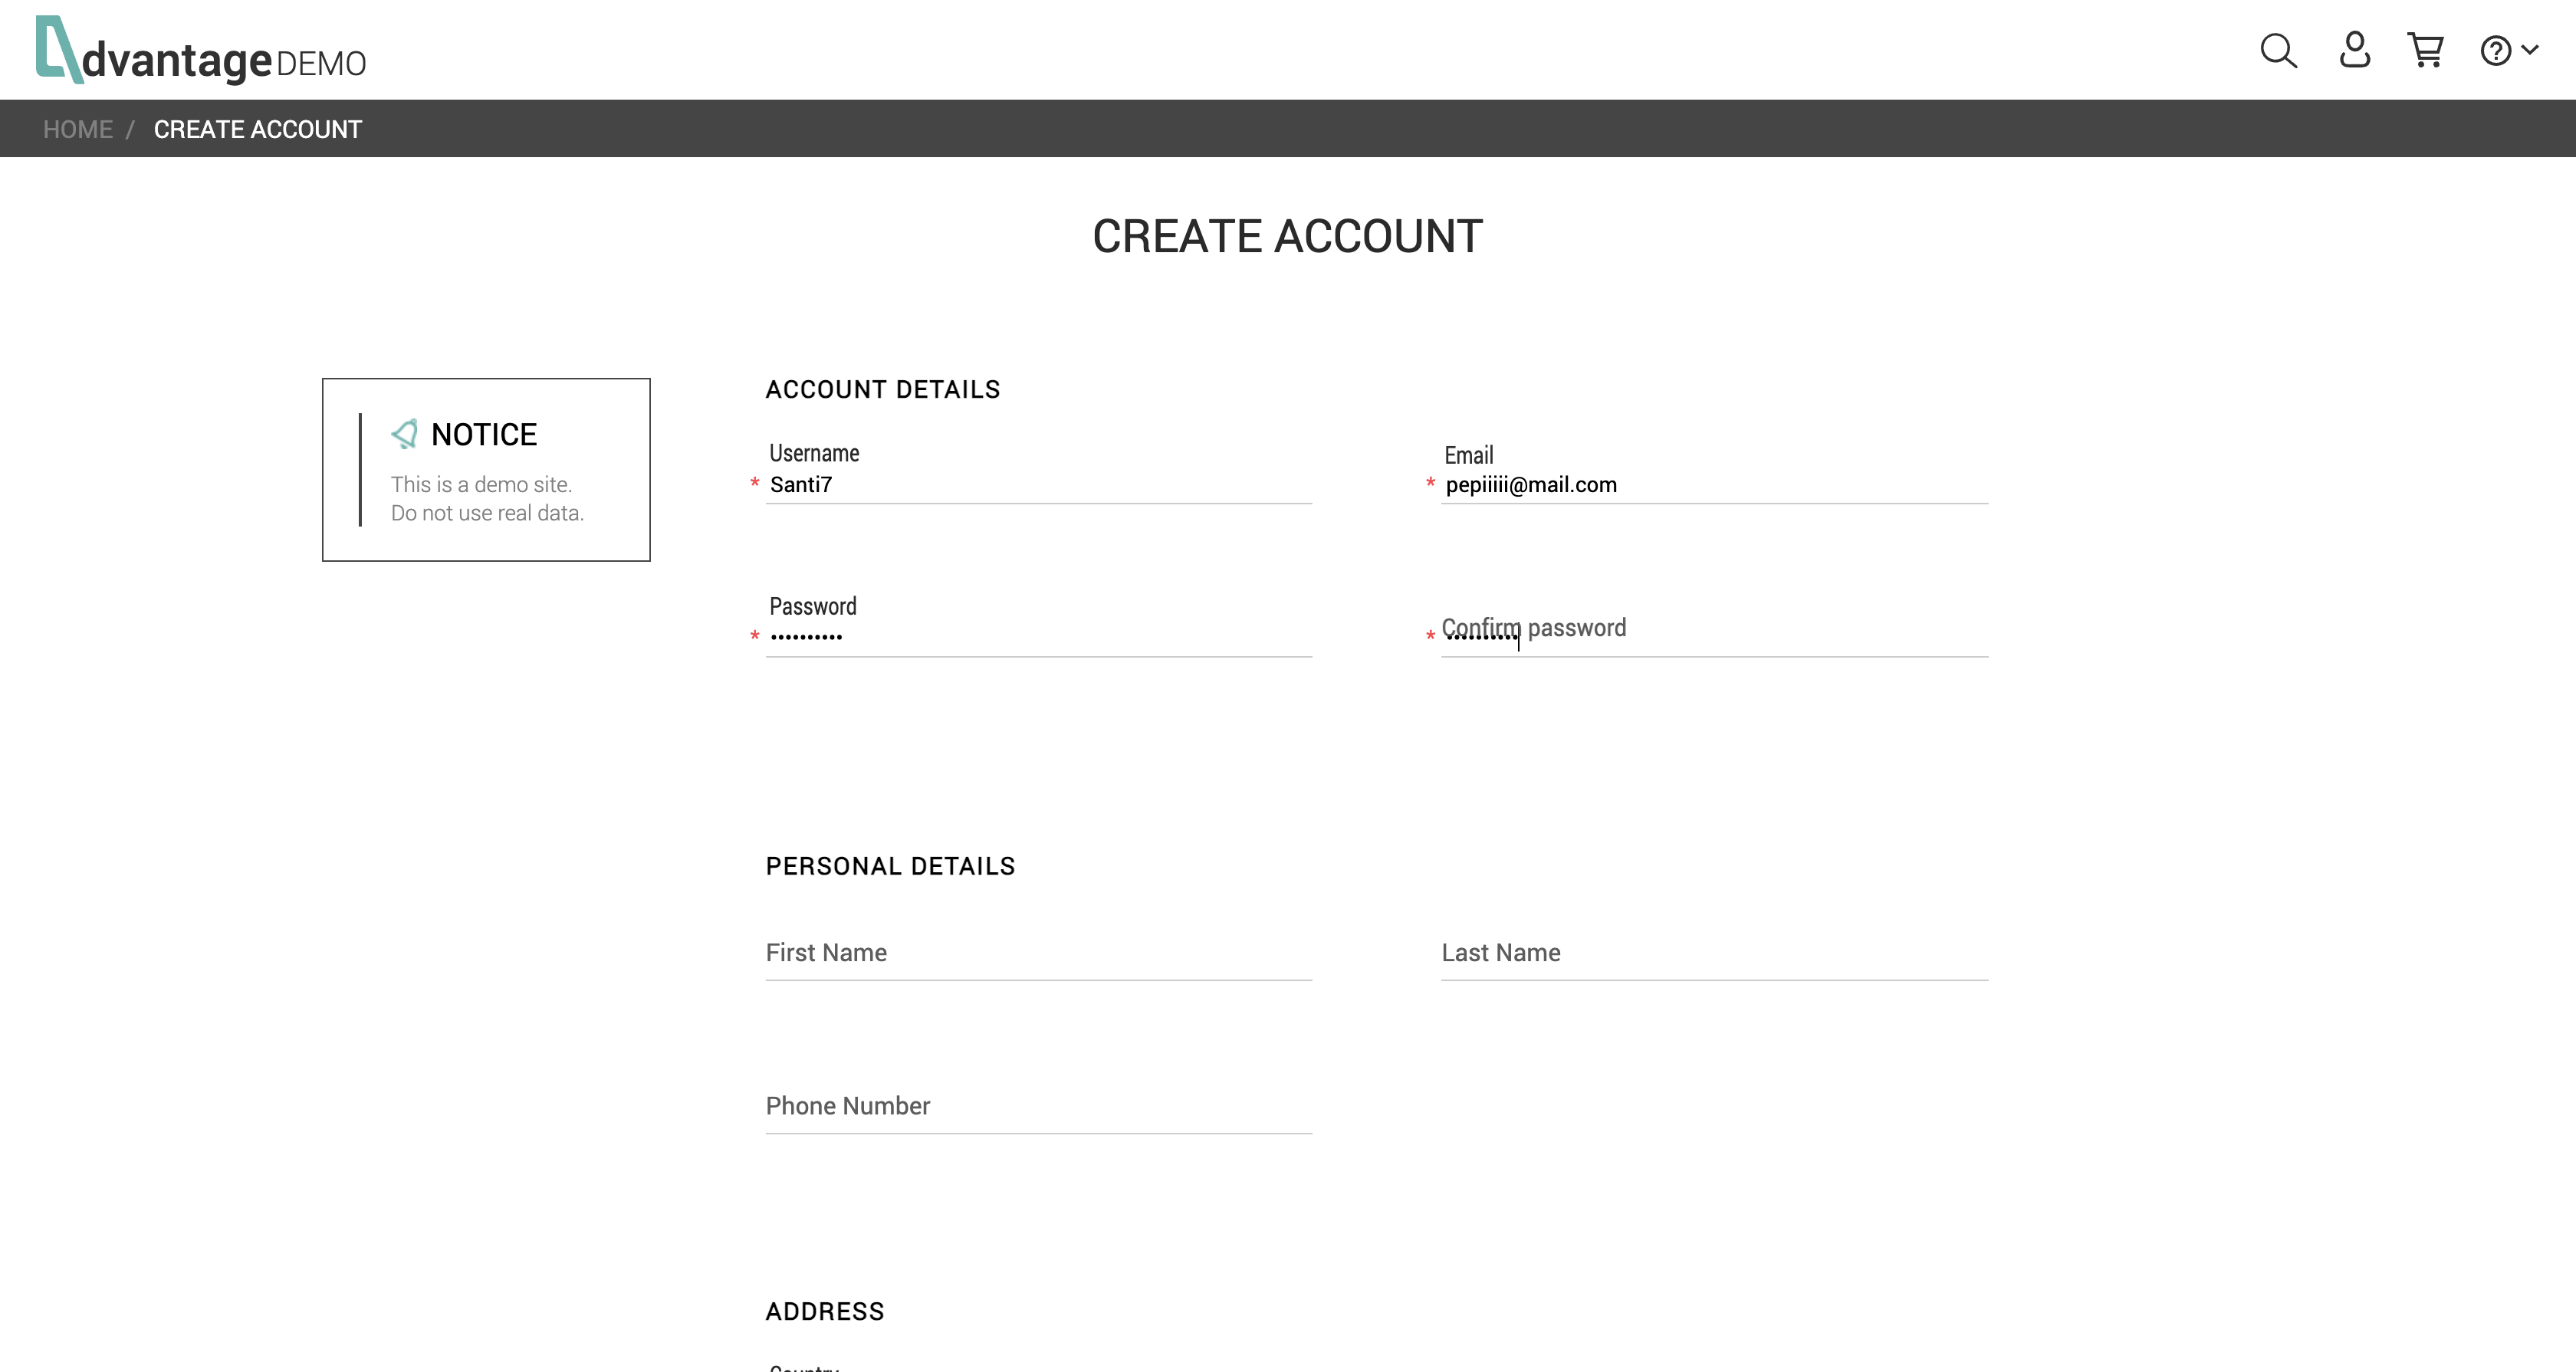 dvantage DEMO
HOME / CREATE ACCOUNT
CREATE ACCOUNT
NOTICE
This is a demo site.
Do not use real data.
ACCOUNT DETAILS
Username
* Santi7
Email
* pepiiiii@mail.com
Password
* ••••••••••
Confirm password
* ••••••••••
PERSONAL DETAILS
First Name
Last Name
Phone Number
ADDRESS
Country